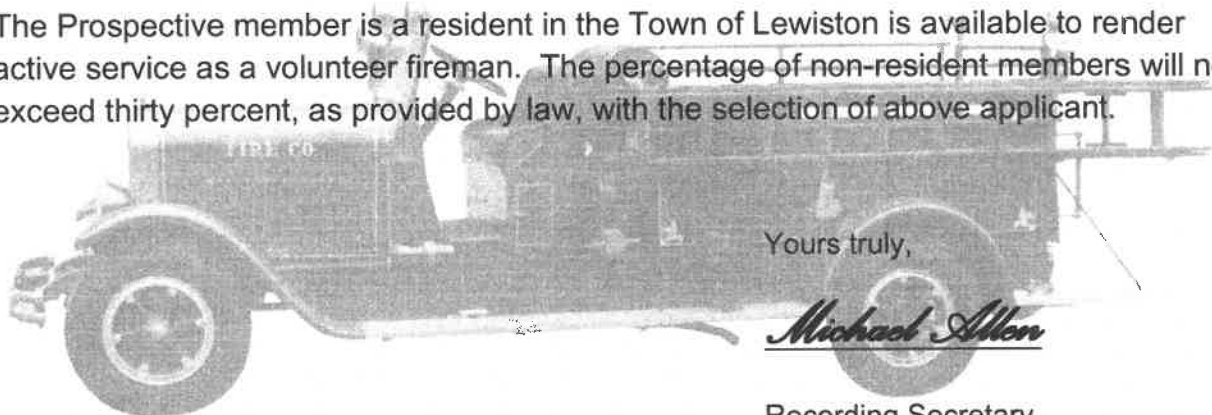 The Prospective member is a resident in the Town of Lewiston is available to render
active service as a volunteer fireman. The percentage of non-resident members will n
exceed thirty percent, as provided by law, with the selection of above applicant.
FIRE CO
Yours truly,
Michael Allen
Recording Secretary